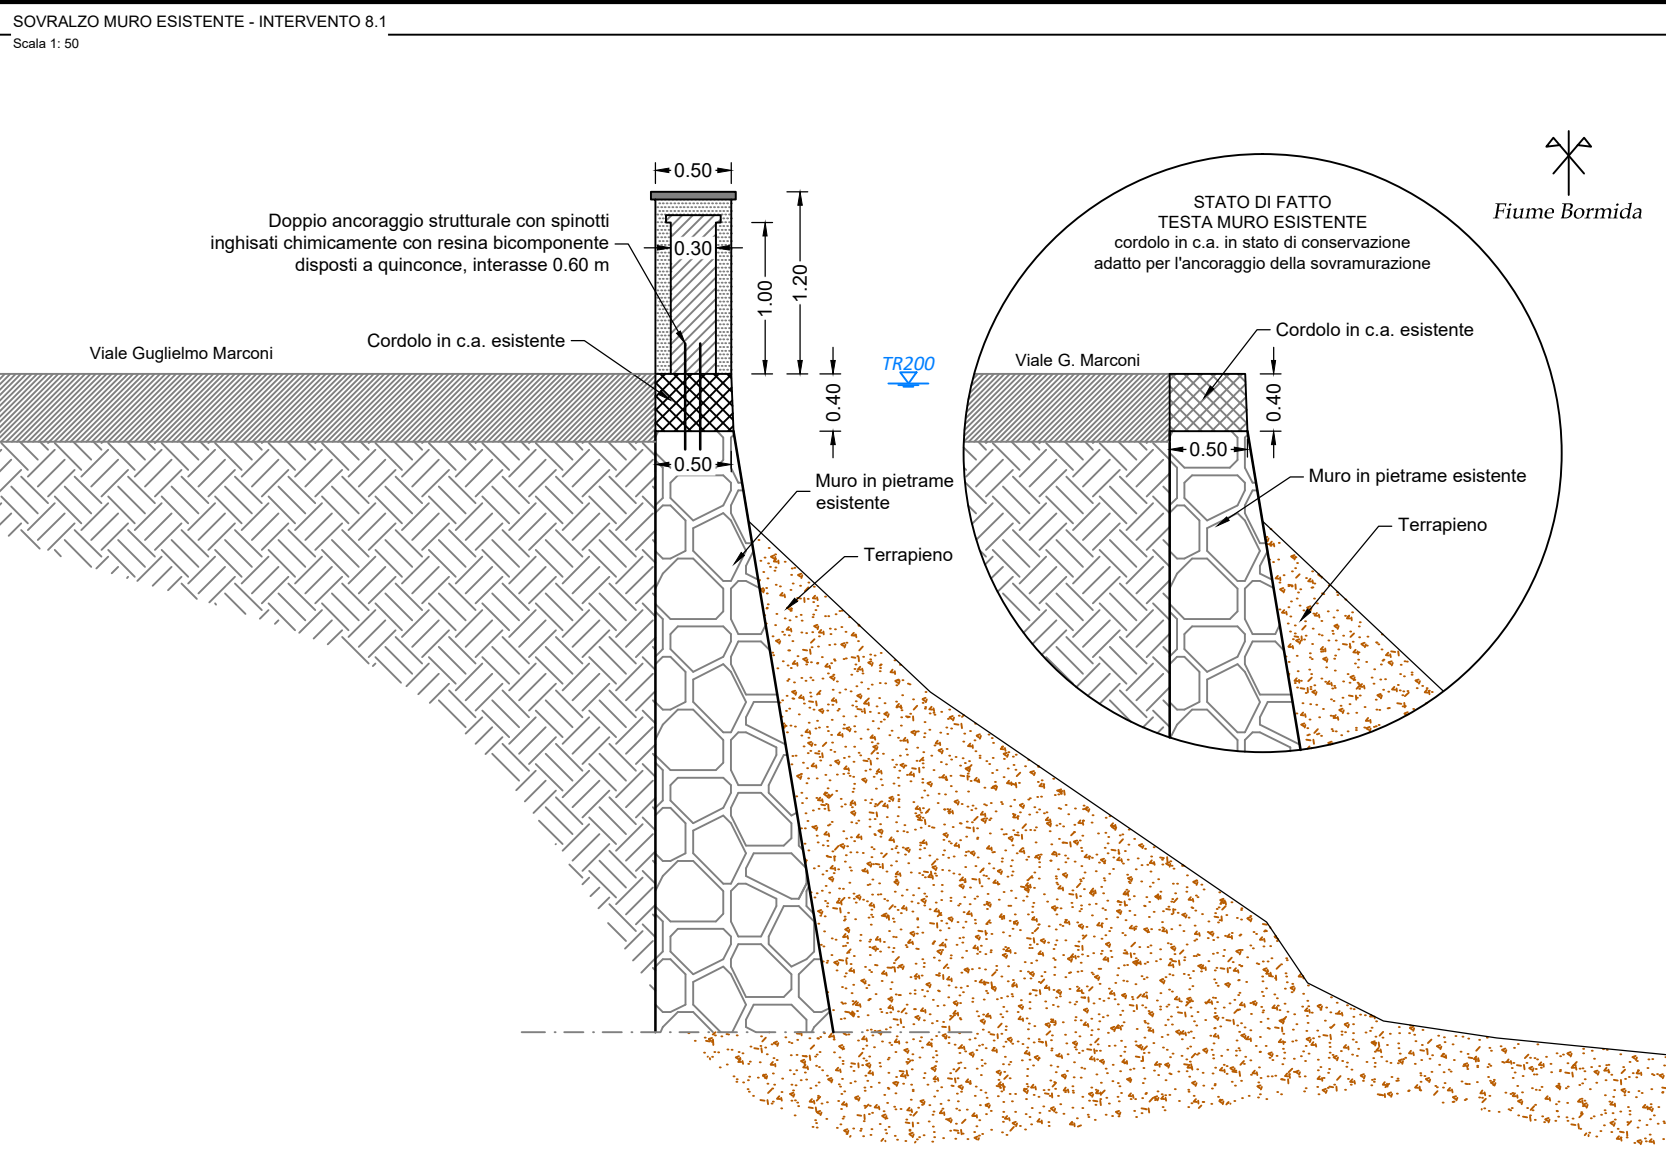 SOVRALZO MURO ESISTENTE - INTERVENTO 8.1
Scala 1: 50
0.50
Doppio ancoraggio strutturale con spinotti
inghisati chimicamente con resina bicomponente
disposti a quinconce, interasse 0.60 m
0.30
1.00
1.20
Cordolo in c.a. esistente
Viale Guglielmo Marconi
TR200
0.40
0.50
Muro in pietrame
esistente
Terrapieno
STATO DI FATTO
TESTA MURO ESISTENTE
cordolo in c.a. in stato di conservazione
adatto per l'ancoraggio della sovramurazione
Cordolo in c.a. esistente
Viale G. Marconi
0.40
0.50
Muro in pietrame esistente
Terrapieno
Fiume Bormida